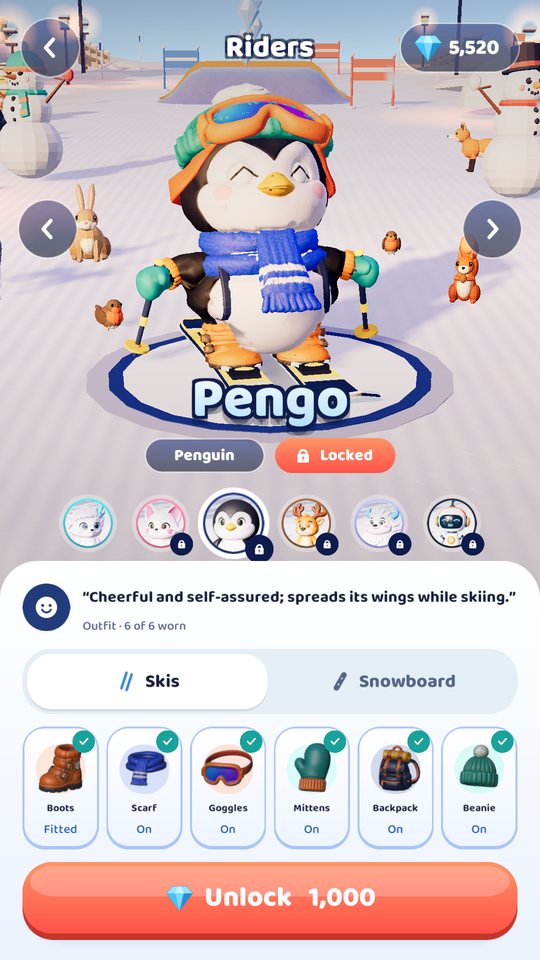 Riders
5,520
Pengo
Penguin
Locked
“Cheerful and self-assured; spreads its wings while skiing.”
Outfit · 6 of 6 worn
Skis
Snowboard
Boots
Scarf
Goggles
Mittens
Backpack
Beanie
Fitted
On
On
On
On
On
Unlock 1,000